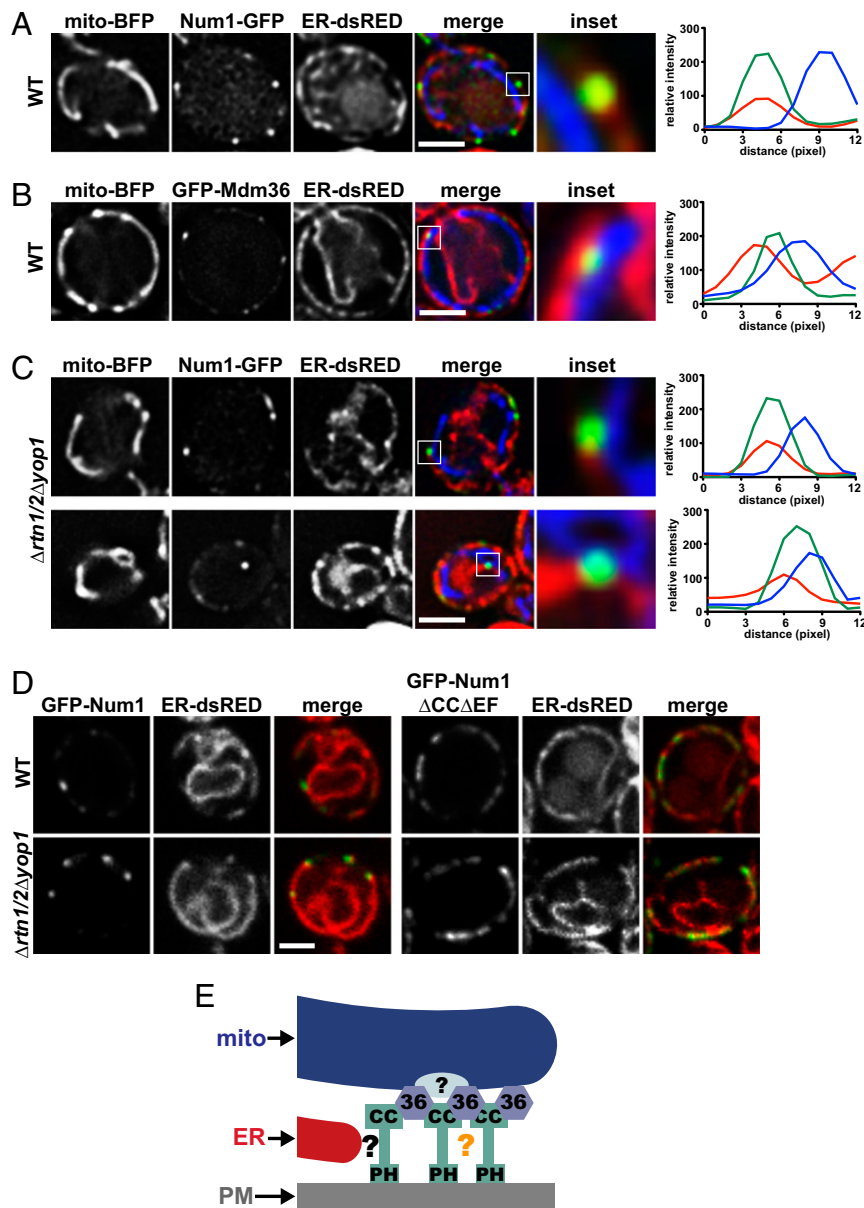 A
mito-BFP Num1-GFP ER-dsRED merge inset
WT
relative intensity
300
200
100
0
0 3 6 9 12
distance (pixel)
B
mito-BFP GFP-Mdm36 ER-dsRED merge inset
WT
relative intensity
300
200
100
0
0 3 6 9 12
distance (pixel)
C
mito-BFP Num1-GFP ER-dsRED merge inset
Δrtn1/2Δyop1
relative intensity
300
200
100
0
0 3 6 9 12
distance (pixel)
relative intensity
300
200
100
0
0 3 6 9 12
distance (pixel)
D
GFP-Num1 ER-dsRED merge GFP-Num1 ΔCCΔEF ER-dsRED merge
WT
Δrtn1/2Δyop1
E
mito
?
36 36 36
CC CC CC
ER
? ?
PH PH PH
PM